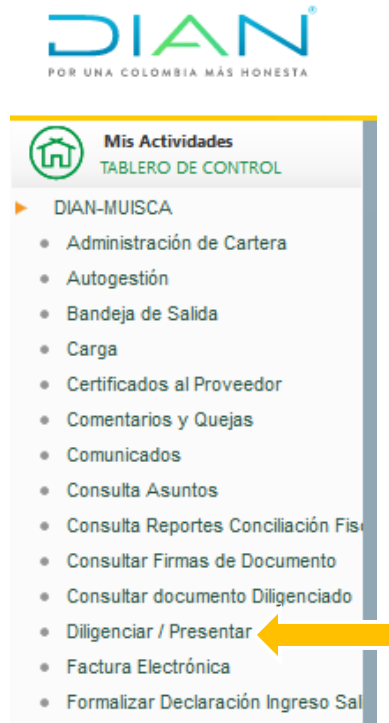 DIAN
POR UNA COLOMBIA MÁS HONESTA
Mis Actividades
TABLERO DE CONTROL
DIAN-MUISCA
Administración de Cartera
Autogestión
Bandeja de Salida
Carga
Certificados al Proveedor
Comentarios y Quejas
Comunicados
Consulta Asuntos
Consulta Reportes Conciliación Fis
Consultar Firmas de Documento
Consultar documento Diligenciado
Diligenciar / Presentar
Factura Electrónica
Formalizar Declaración Ingreso Sal